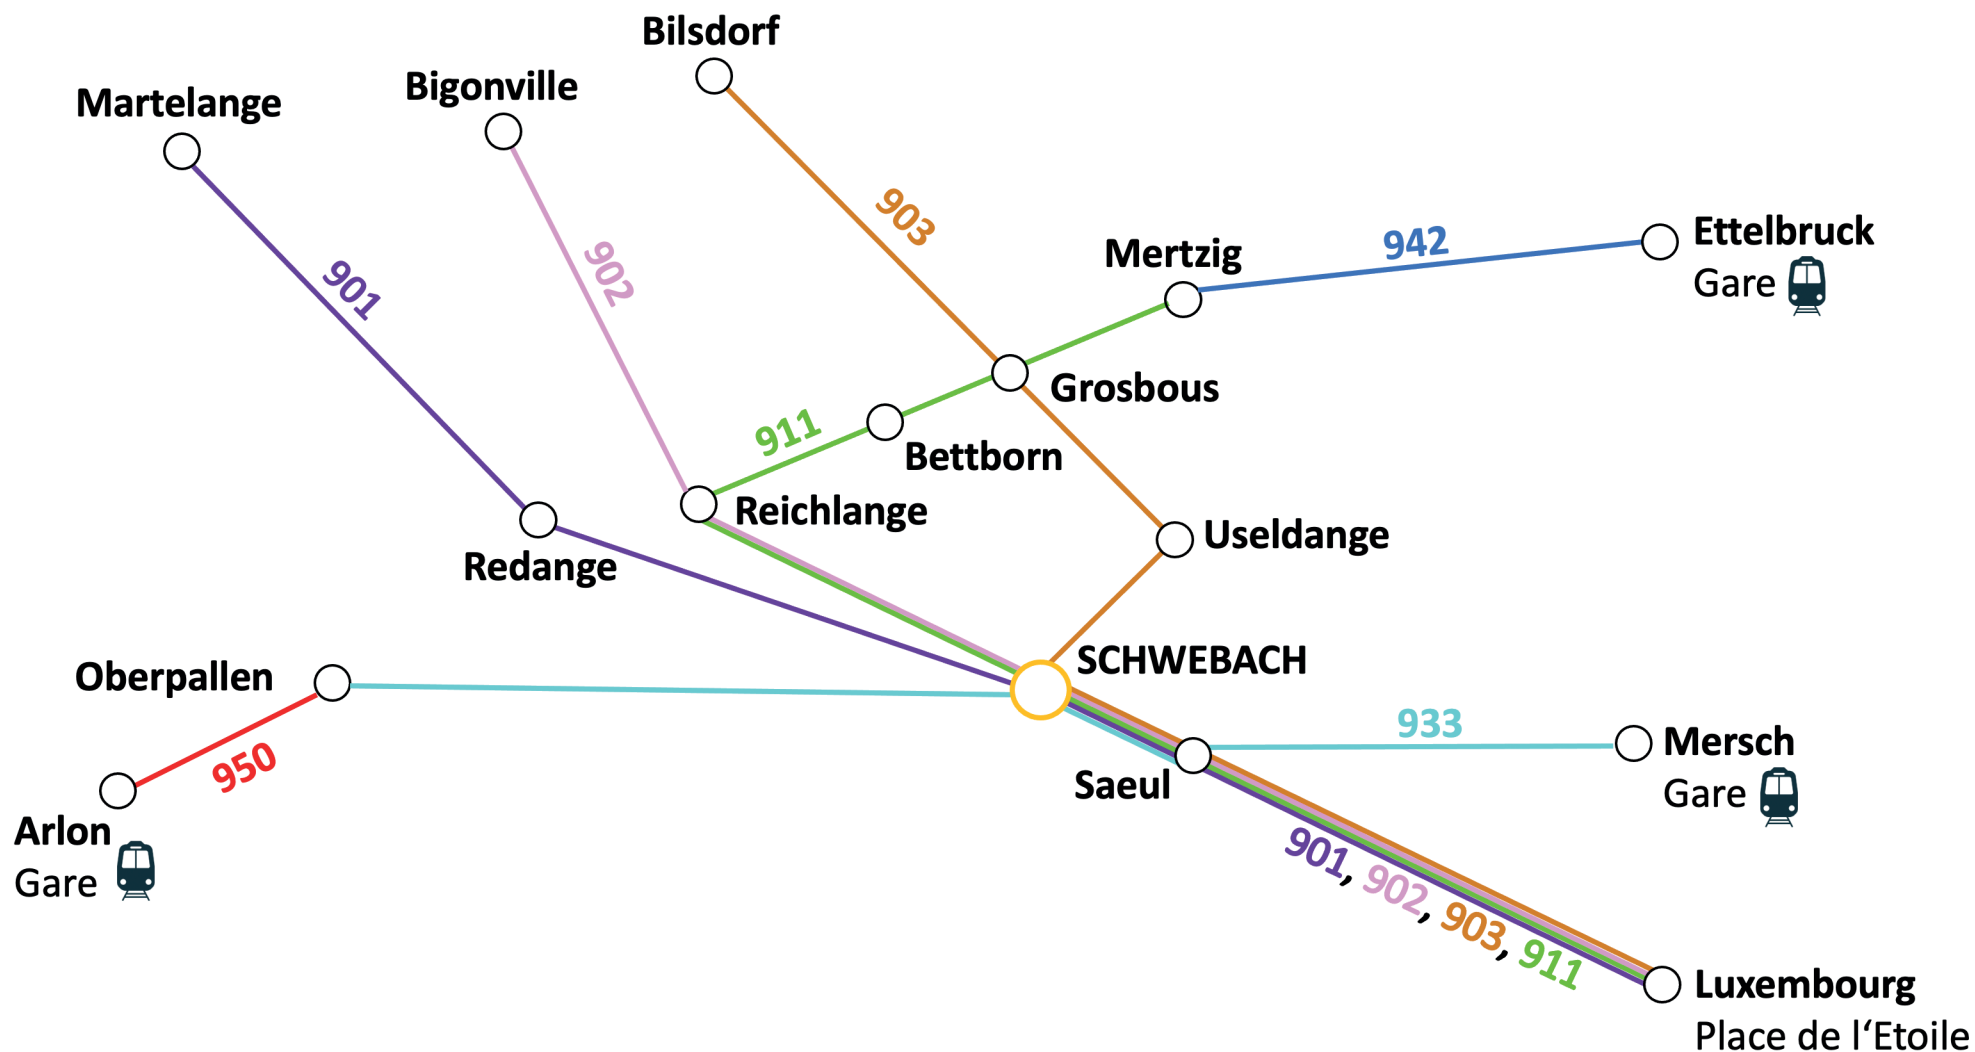 Bilsdorf
Bigonville
Martelange
903
Ettelbruck
Gare
942
Mertzig
902
901
Grosbous
911
Bettborn
Reichlange
Useldange
Redange
SCHWEBACH
Oberpallen
933
Mersch
Gare
950
Saeul
Arlon
Gare
901, 902, 903, 911
Luxembourg
Place de l‘Etoile